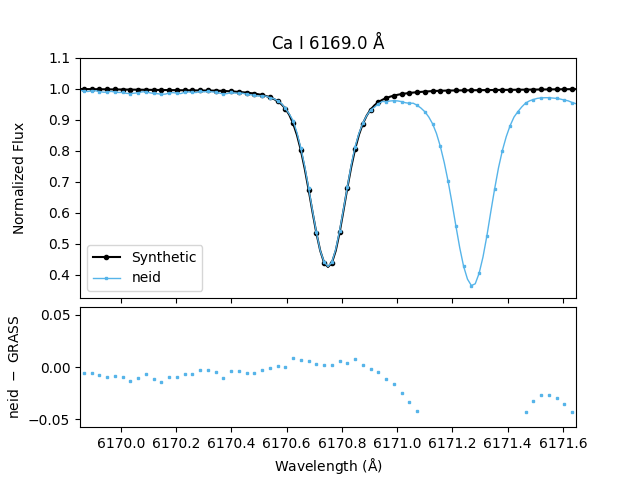 Ca I 6169.0 Å
1.1
1.0
0.9
0.8
0.7
0.6
0.5
0.4
Normalized Flux
Synthetic
neid
0.05
0.00
−0.05
neid − GRASS
6170.0 6170.2 6170.4 6170.6 6170.8 6171.0 6171.2 6171.4 6171.6
Wavelength (Å)